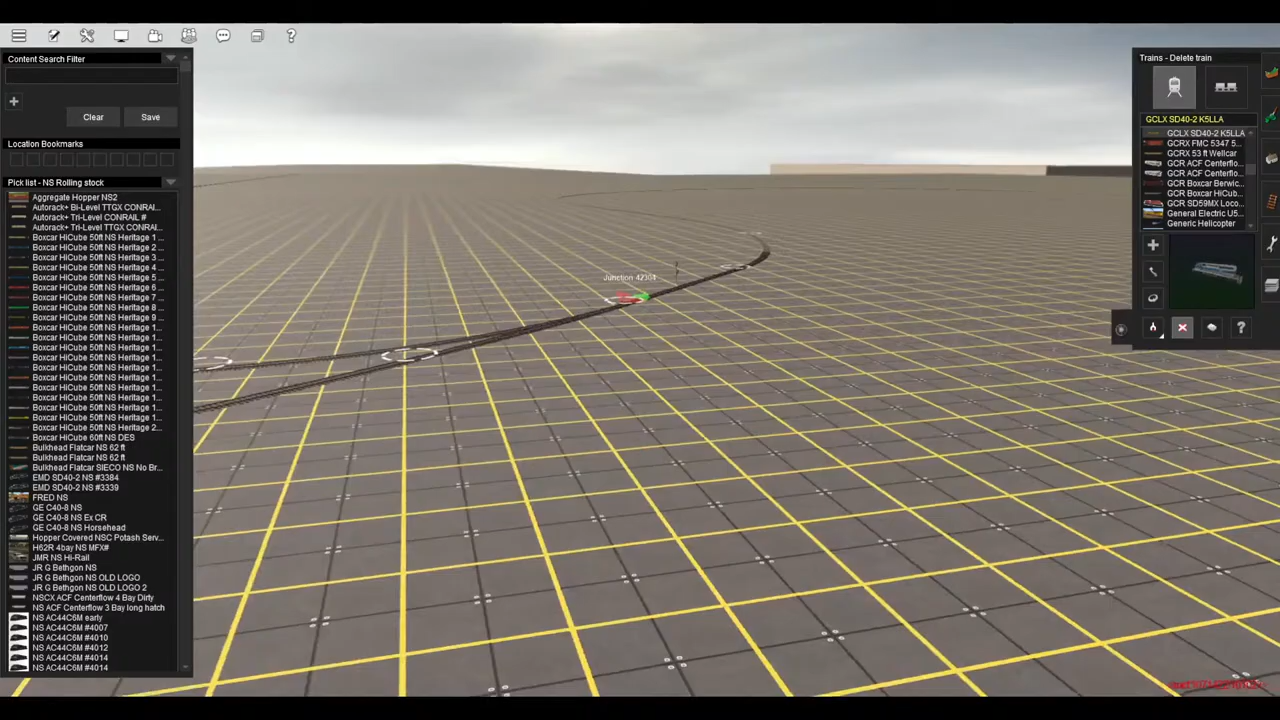 Content Search Filter
Clear
Save
Location Bookmarks
Pick list - NS Rolling stock
Aggregate Hopper NS2
Autorack+ Bi-Level TTGX CONRAI...
Autorack+ Tri-Level CONRAIL #
Autorack+ Tri-Level TTGX CONRAI...
Boxcar HiCube 50ft NS Heritage 1
Boxcar HiCube 50ft NS Heritage 2...
Boxcar HiCube 50ft NS Heritage 3...
Boxcar HiCube 50ft NS Heritage 4
Boxcar HiCube 50ft NS Heritage 5
Boxcar HiCube 50ft NS Heritage 6
Boxcar HiCube 50ft NS Heritage 7
Boxcar HiCube 50ft NS Heritage 8
Boxcar HiCube 50ft NS Heritage 9
Boxcar HiCube 50ft NS Heritage 1...
Boxcar HiCube 50ft NS Heritage 1...
Boxcar HiCube 50ft NS Heritage 1...
Boxcar HiCube 50ft NS Heritage 1...
Boxcar HiCube 50ft NS Heritage 1...
Boxcar HiCube 50ft NS Heritage 1...
Boxcar HiCube 50ft NS Heritage 1...
Boxcar HiCube 50ft NS Heritage 1...
Boxcar HiCube 50ft NS Heritage 1...
Boxcar HiCube 50ft NS Heritage 2...
Boxcar HiCube 60ft NS DES
Bulkhead Flatcar NS 62 ft
Bulkhead Flatcar NS 62 ft
Bulkhead Flatcar SIECO NS No Br...
EMD SD40-2 NS #3384
EMD SD40-2 NS #3339
FRED NS
GE C40-8 NS
GE C40-8 NS Ex CR
GE C40-8 NS Horsehead
Hopper Covered NSC Potash Serv...
H62R 4bay NS MFX#
JMR NS Hi-Rail
JR G Bethgon NS
JR G Bethgon NS OLD LOGO
JR G Bethgon NS OLD LOGO 2
NSCX ACF Centerflow 4 Bay Dirty
NS ACF Centerflow 3 Bay long hatch
NS AC44C6M early
NS AC44C6M #4007
NS AC44C6M #4010
NS AC44C6M #4012
NS AC44C6M #4014
NS AC44C6M #4014
Junction 42304
Trains - Delete train
GCLX SD40-2 K5LLA
GCLX SD40-2 K5LLA
GCRX FMC 5347 5...
GCRX 53 ft Wellcar
GCR ACF Centerflo...
GCR ACF Centerflo...
GCR Boxcar Berwic...
GCR Boxcar HiCub...
GCR SD59MX Loco...
General Electric U5...
Generic Helicopter